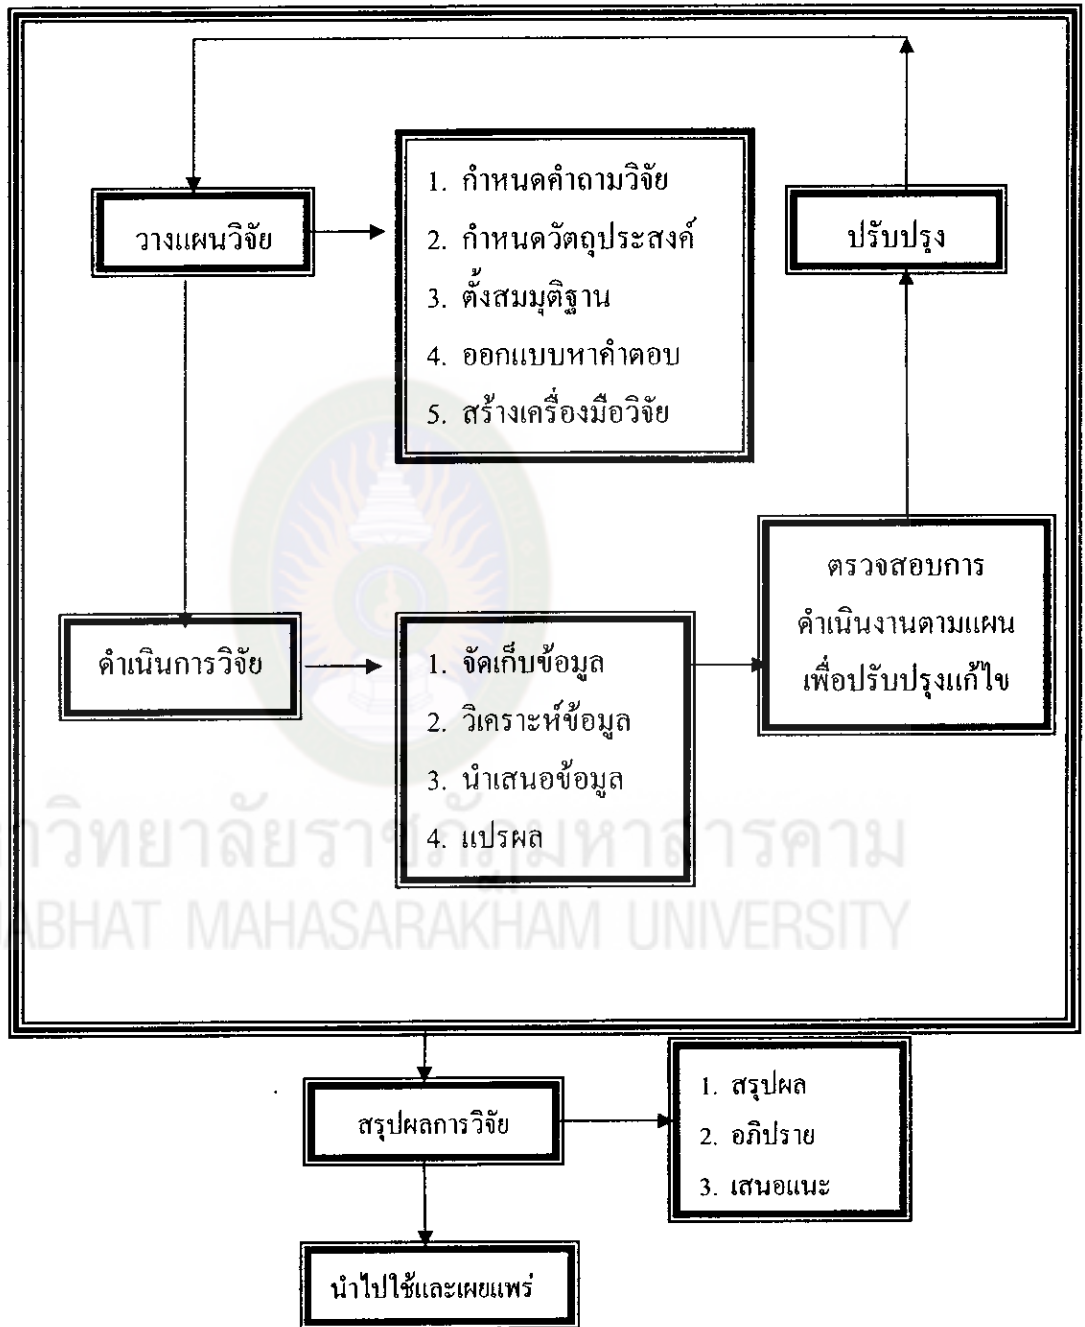 วางแผนวิจัย
1. กำหนดคำถามวิจัย
2. กำหนดวัตถุประสงค์
3. ตั้งสมมุติฐาน
4. ออกแบบหาคำตอบ
5. สร้างเครื่องมือวิจัย
ปรับปรุง
ดำเนินการวิจัย
1. จัดเก็บข้อมูล
2. วิเคราะห์ข้อมูล
3. นำเสนอข้อมูล
4. แปรผล
ตรวจสอบการ
ดำเนินงานตามแผน
เพื่อปรับปรุงแก้ไข
วิทยาลัยราชภัฏมหาสารคาม
ABHAT MAHASARAKHAM UNIVERSITY
สรุปผลการวิจัย
1. สรุปผล
2. อภิปราย
3. เสนอแนะ
นำไปใช้และเผยแพร่